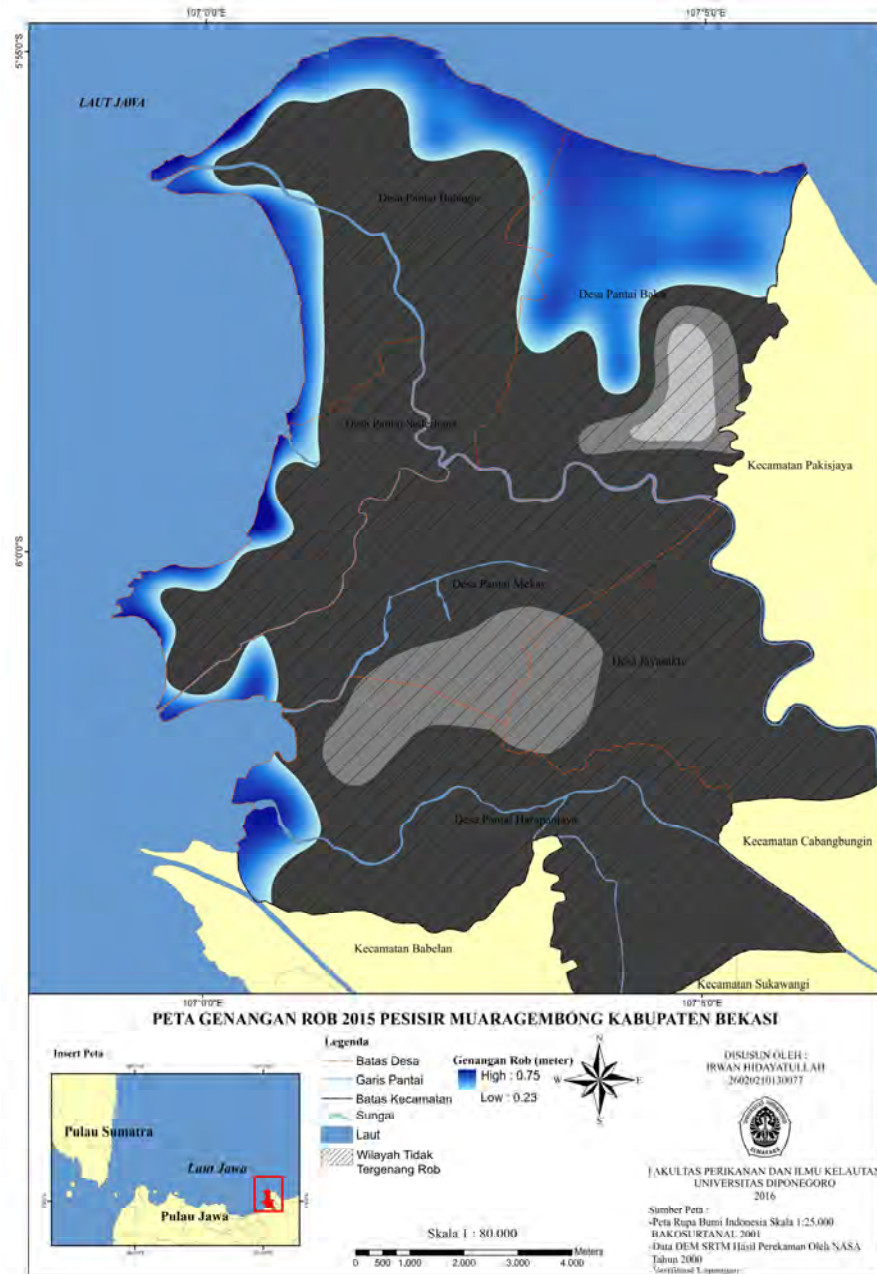 107°0'0"E
107°5'0"E
5°55'0"S
LAUT JAWA
Desa Pantai Bahagia
Desa Pantai Bakti
Desa Pantai Sederhana
Kecamatan Pakisjaya
6°0'0"S
Desa Pantai Mekar
Desa Jayasakti
Desa Pantai Harapanjaya
Kecamatan Cabangbungin
Kecamatan Babelan
Kecamatan Sukawangi
107°0'0"E
107°5'0"E
PETA GENANGAN ROB 2015 PESISIR MUARAGEMBONG KABUPATEN BEKASI
Insert Peta :
Pulau Sumatra
Laut Jawa
Pulau Jawa
Legenda
Batas Desa
Garis Pantai
Batas Kecamatan
Sungai
Laut
Wilayah Tidak
Tergenang Rob
Genangan Rob (meter)
High : 0.75
Low : 0.23
N
W
E
S
Skala 1 : 80.000
Meters
0 500 1.000 2.000 3.000 4.000
DISUSUN OLEH :
IRWAN HIDAYATULLAH
26020210130077
FAKULTAS PERIKANAN DAN ILMU KELAUTAN
UNIVERSITAS DIPONEGORO
2016
Sumber Peta :
-Peta Rupa Bumi Indonesia Skala 1:25.000
BAKOSURTANAL 2001
-Data DEM SRTM Hasil Perekaman Oleh NASA
Tahun 2000
-Verifikasi Lapangan